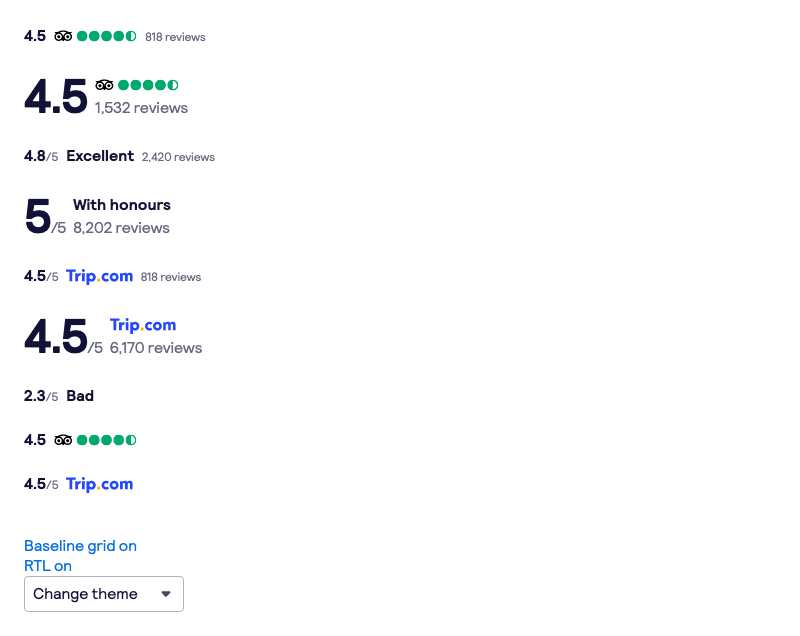 4.5 818 reviews
4.5 1,532 reviews
4.8/5 Excellent 2,420 reviews
With honours
5/5 8,202 reviews
4.5/5 Trip.com 818 reviews
Trip.com
4.5/5 6,170 reviews
2.3/5 Bad
4.5
4.5/5 Trip.com
Baseline grid on
RTL on
Change theme